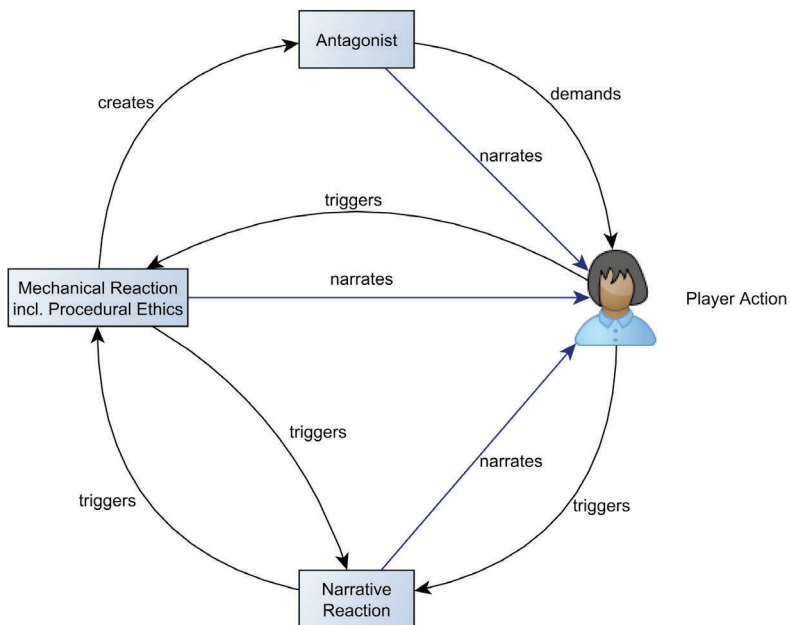 Antagonist
creates
demands
narrates
triggers
Mechanical Reaction
incl. Procedural Ethics
narrates
Player Action
triggers
narrates
triggers
triggers
Narrative
Reaction